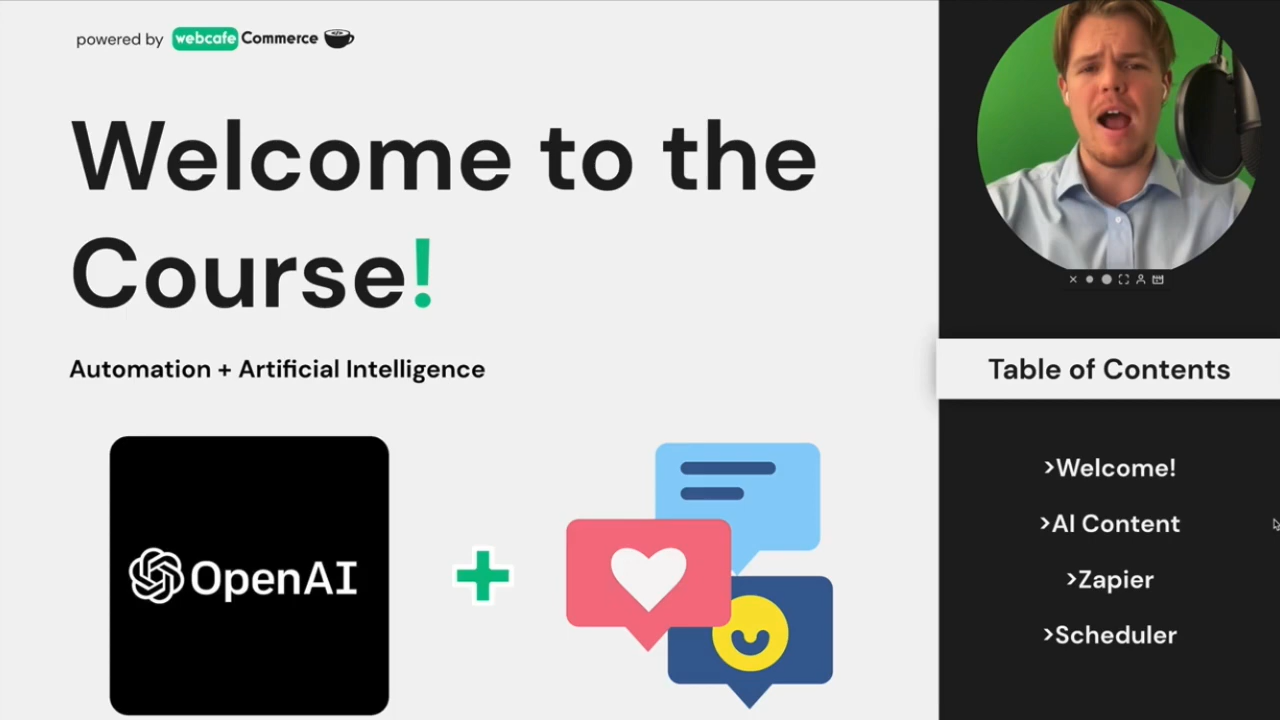 powered by webcafe Commerce
Welcome to the
Course!
Automation + Artificial Intelligence
OpenAI
Table of Contents
>Welcome!
>AI Content
>Zapier
>Scheduler